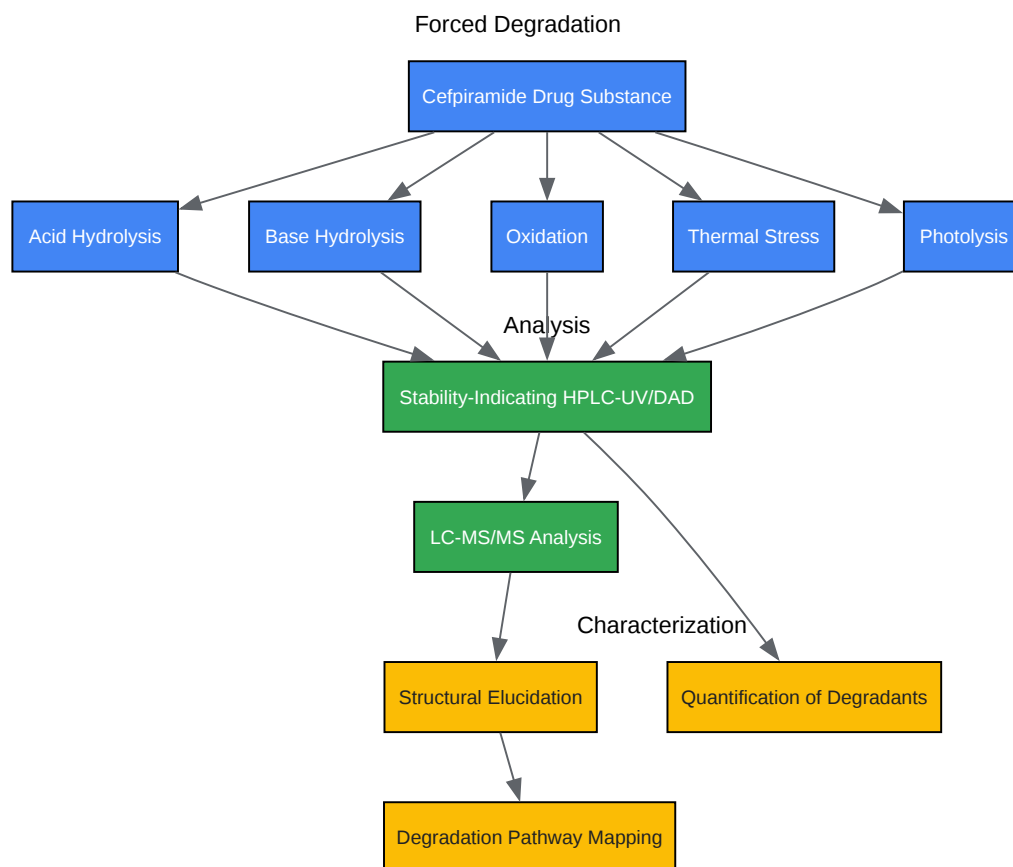 Forced Degradation
Cefpiramide Drug Substance
Acid Hydrolysis
Base Hydrolysis
Oxidation
Thermal Stress
Photolysis
Analysis
Stability-Indicating HPLC-UV/DAD
LC-MS/MS Analysis
Characterization
Structural Elucidation
Quantification of Degradants
Degradation Pathway Mapping